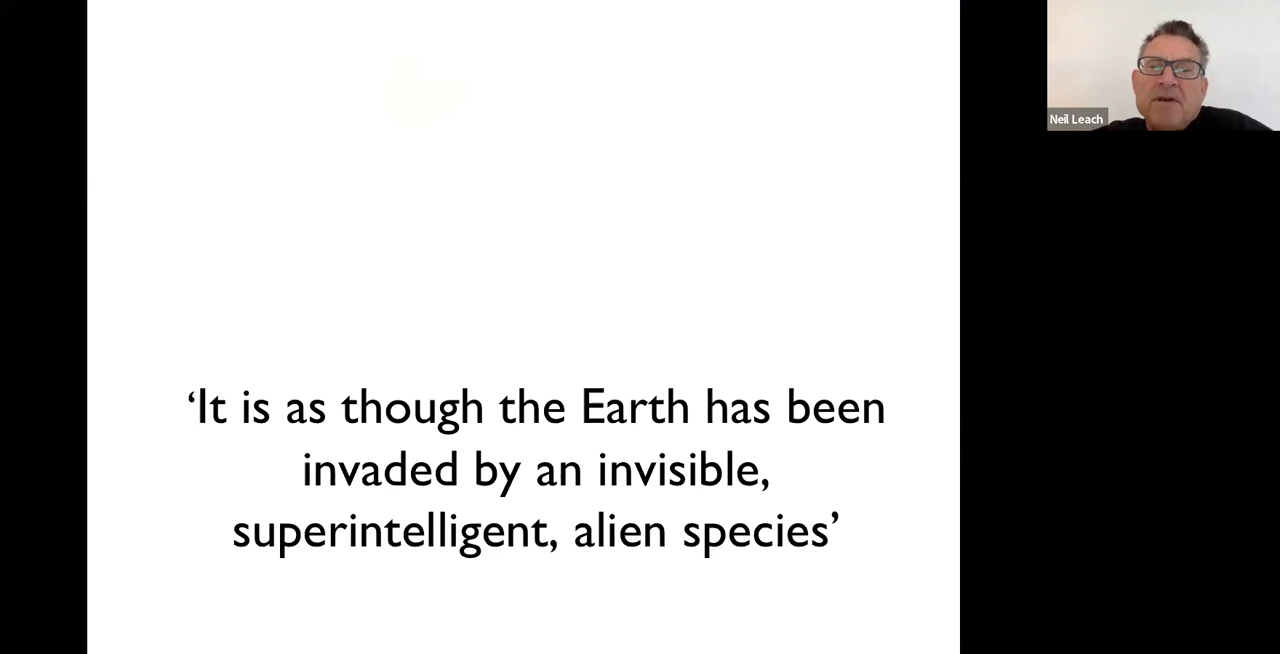 Neil Leach
‘It is as though the Earth has been
invaded by an invisible,
superintelligent, alien species’